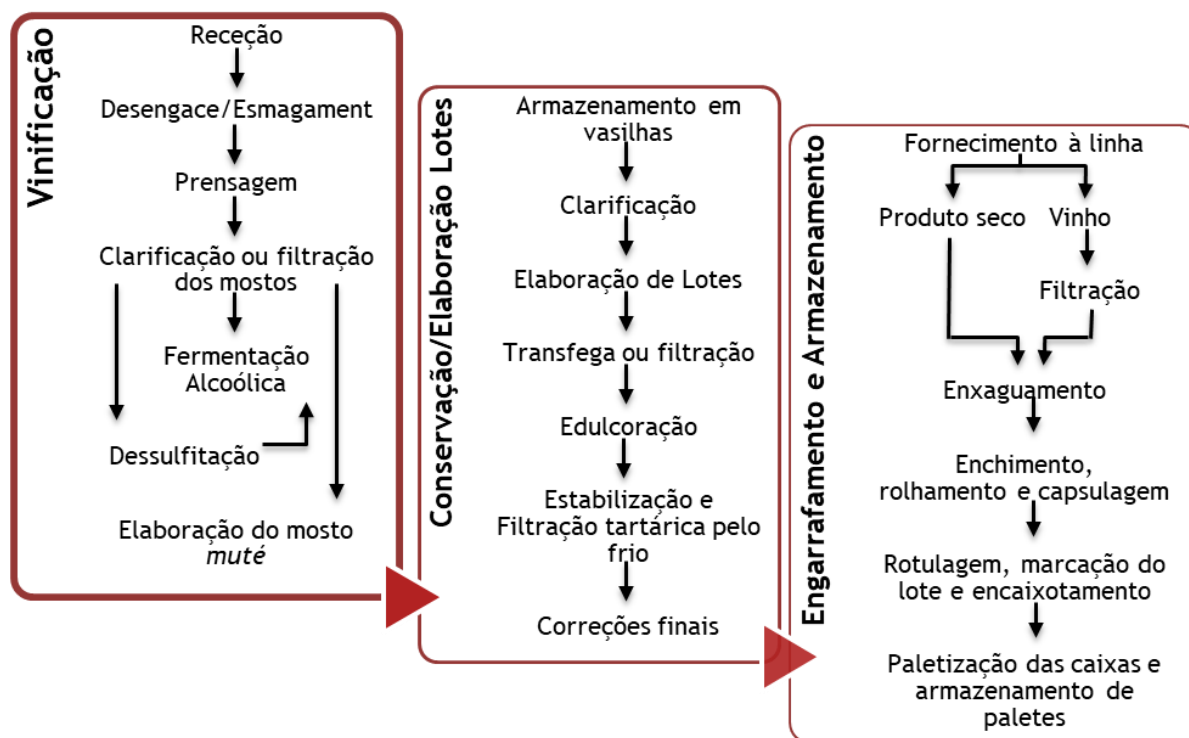 Vinificação
Receção
Desengace/Esmagament
Prensagem
Clarificação ou filtração
dos mostos
Fermentação
Alcoólica
Dessulfitação
Elaboração do mosto
muté
Conservação/Elaboração Lotes
Armazenamento em
vasilhas
Clarificação
Elaboração de Lotes
Transfega ou filtração
Edulcoração
Estabilização e
Filtração tartárica pelo
frio
Correções finais
Engarrafamento e Armazenamento
Fornecimento à linha
Produto seco
Vinho
Filtração
Enxaguamento
Enchimento,
rolhamento e capsulagem
Rotulagem, marcação do
lote e encaixotamento
Paletização das caixas e
armazenamento de
paletes